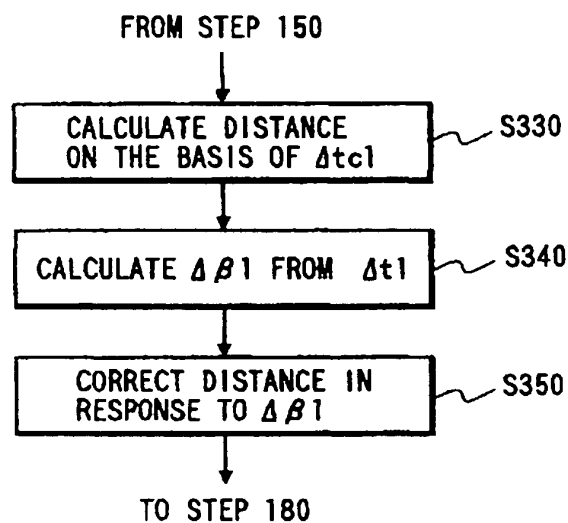 FROM STEP 150
CALCULATE DISTANCE
ON THE BASIS OF Δtc1
S330
CALCULATE Δβ1 FROM Δt1
S340
CORRECT DISTANCE IN
RESPONSE TO Δβ1
S350
TO STEP 180